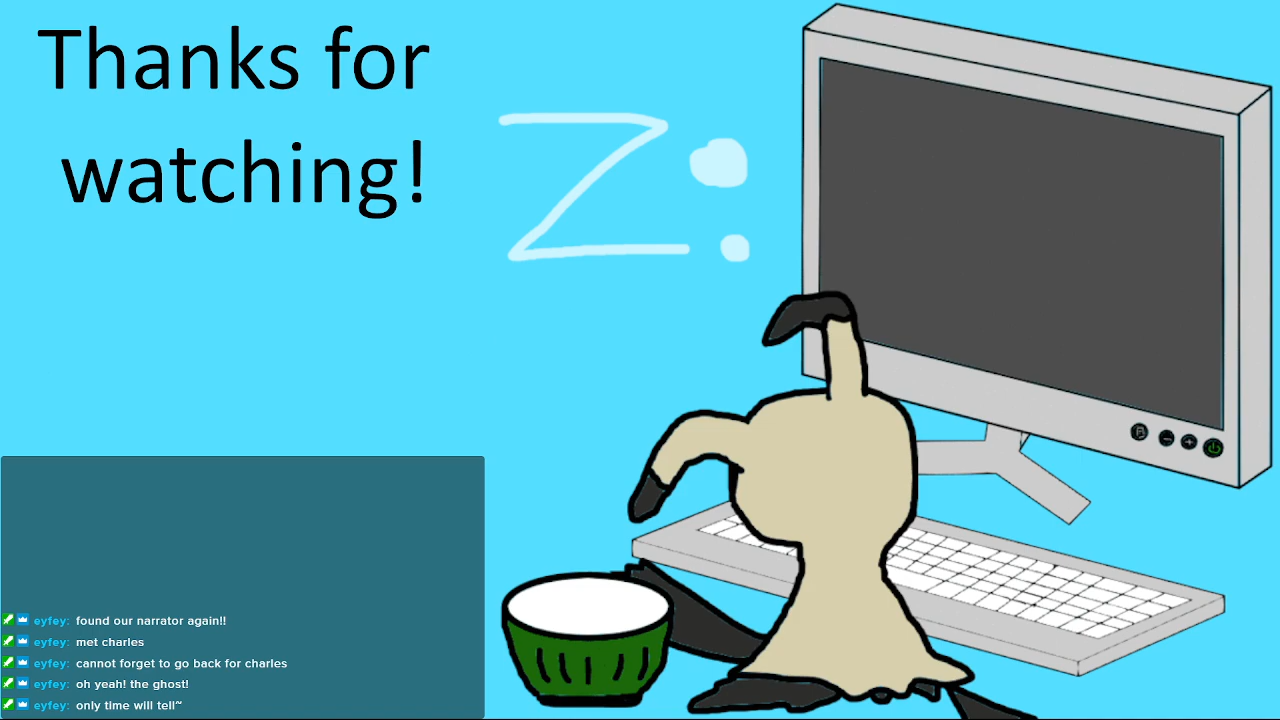 Thanks for
watching!
Z:
eyfey: found our narrator again!!
eyfey: met charles
eyfey: cannot forget to go back for charles
eyfey: oh yeah! the ghost!
eyfey: only time will tell~